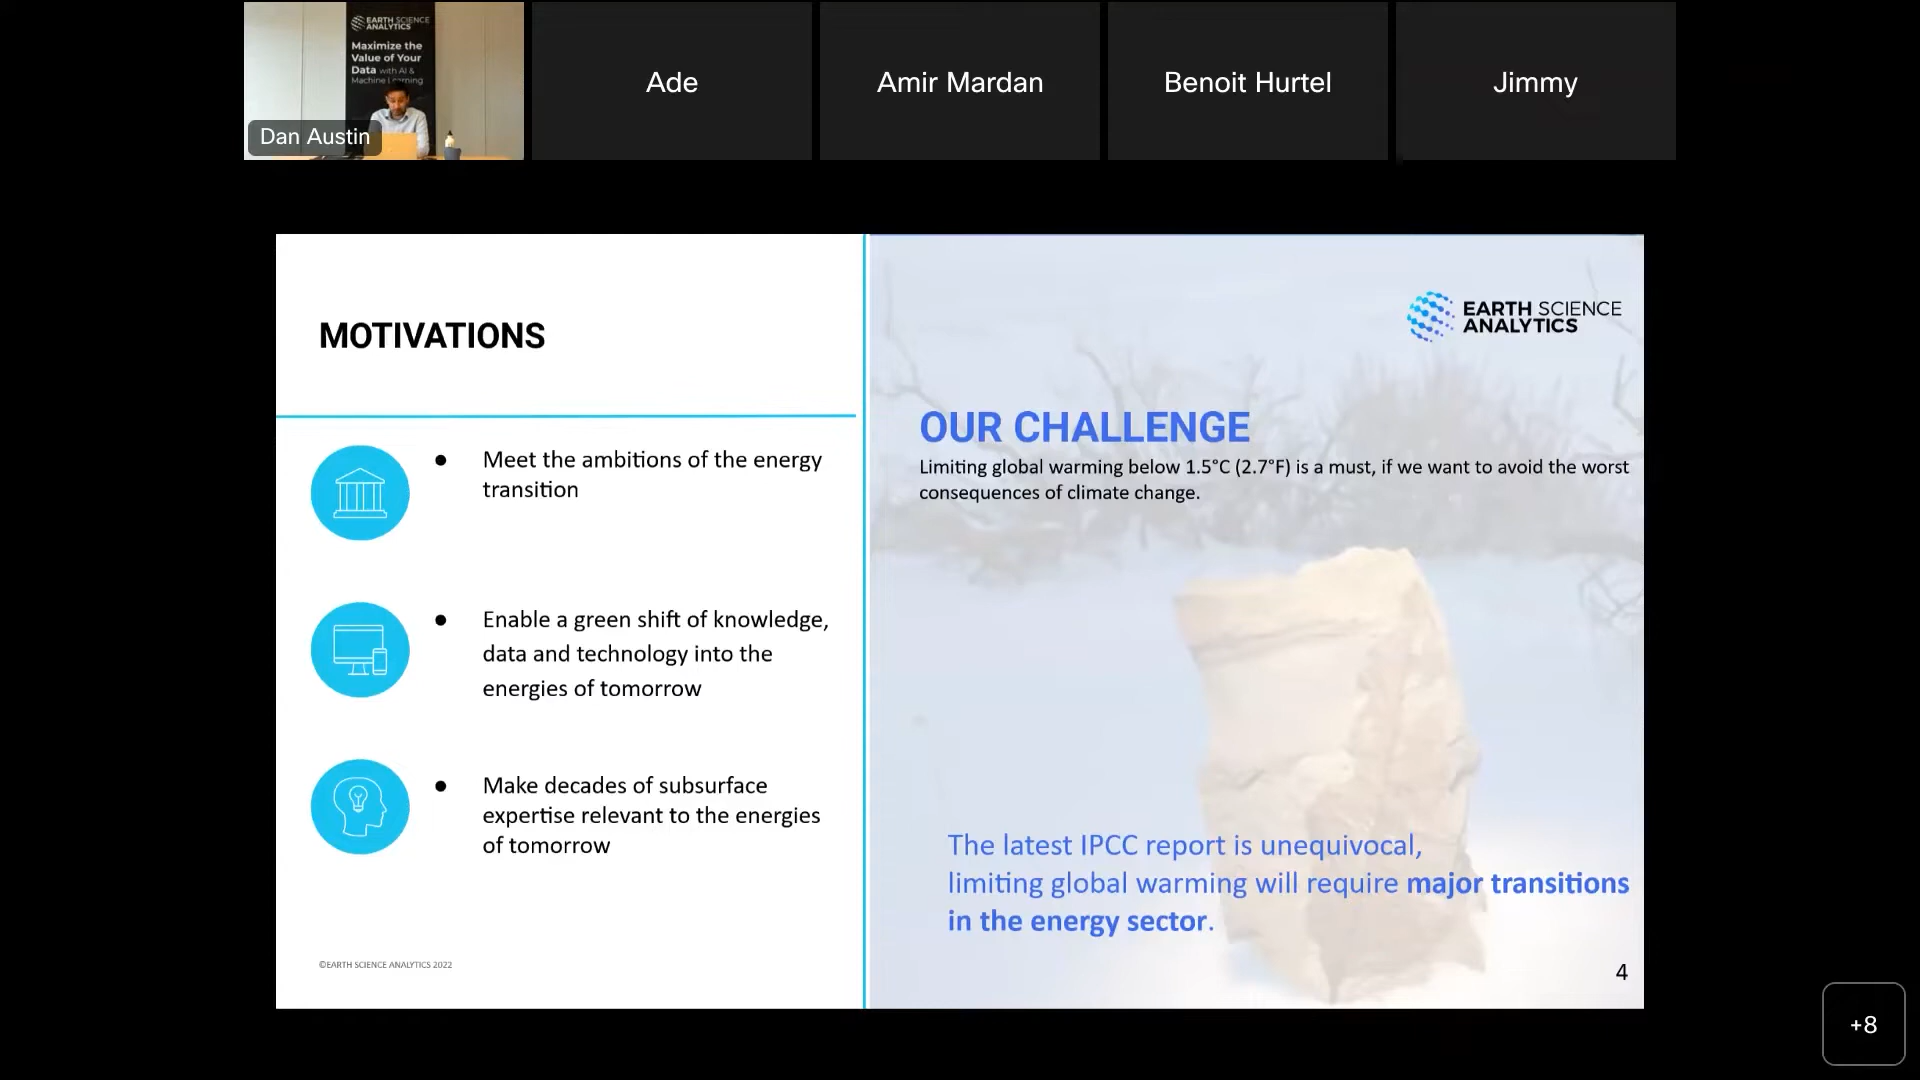 EARTH SCIENCE
ANALYTICS
Maximize the
Value of Your
Data with AI &
Machine Learning
Dan Austin
Ade
Amir Mardan
Benoit Hurtel
Jimmy
MOTIVATIONS
● Meet the ambitions of the energy
transition
● Enable a green shift of knowledge,
data and technology into the
energies of tomorrow
● Make decades of subsurface
expertise relevant to the energies
of tomorrow
©EARTH SCIENCE ANALYTICS 2022
EARTH SCIENCE
ANALYTICS
OUR CHALLENGE
Limiting global warming below 1.5°C (2.7°F) is a must, if we want to avoid the worst
consequences of climate change.
The latest IPCC report is unequivocal,
limiting global warming will require major transitions
in the energy sector.
4
+8